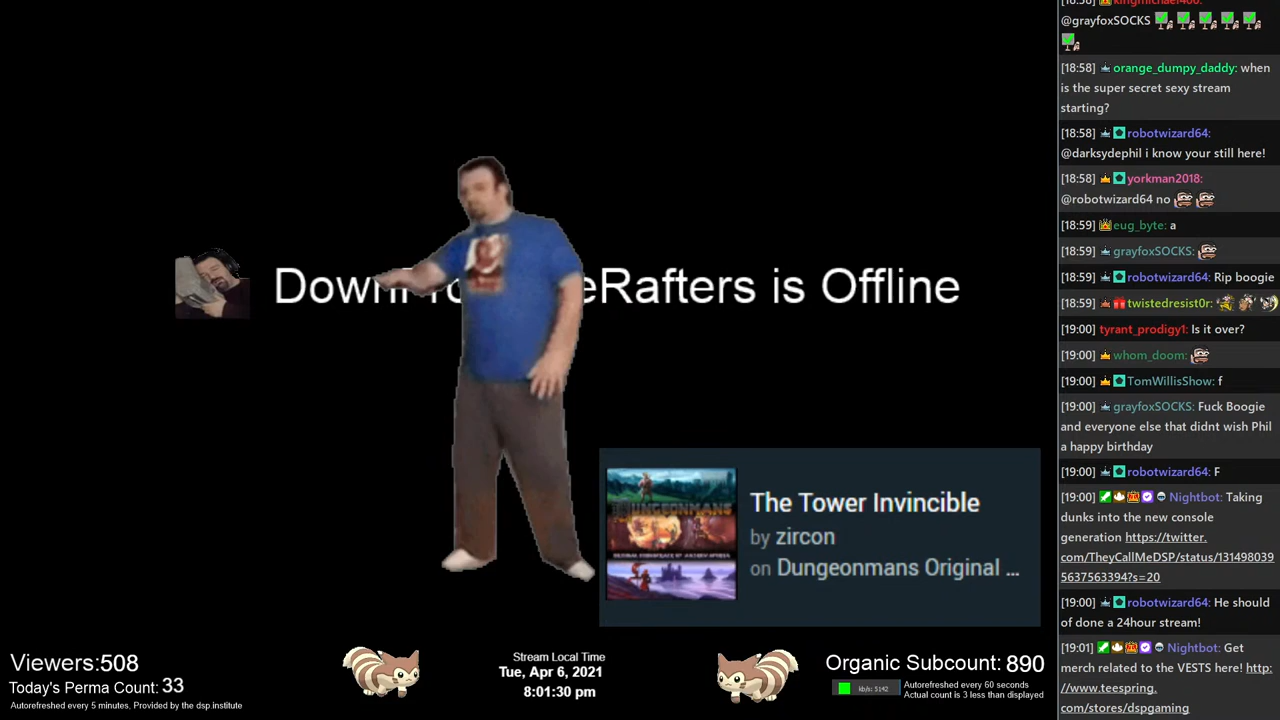 DownFro eRafters is Offline
The Tower Invincible
by zircon
on Dungeonmans Original ...
DUNGEONMANS
Viewers:508
Today's Perma Count: 33
Autorefreshed every 5 minutes. Provided by the dsp institute
Stream Local Time
Tue, Apr 6, 2021
8:01:30 pm
Organic Subcount: 890
kb/s: 5142
Autorefreshed every 60 seconds
Actual count is 3 less than displayed
@grayfoxSOCKS
[18:58] orange_dumpy_daddy: when
is the super secret sexy stream
starting?
[18:58] robotwizard64:
@darksydephil i know your still here!
[18:58] yorkman2018:
@robotwizard64 no
[18:59] eug_byte: a
[18:59] grayfoxSOCKS:
[18:59] robotwizard64: Rip boogie
[18:59] twistedresist0r:
[19:00] tyrant_prodigy1: Is it over?
[19:00] whom_doom:
[19:00] TomWillisShow: f
[19:00] grayfoxSOCKS: Fuck Boogie
and everyone else that didnt wish Phil
a happy birthday
[19:00] robotwizard64: F
[19:00] Nightbot: Taking
dunks into the new console
generation https://twitter.
com/TheyCallMeDSP/status/131498039
5637563394?s=20
[19:00] robotwizard64: He should
of done a 24hour stream!
[19:01] Nightbot: Get
merch related to the VESTS here! http:
//www.teespring.
com/stores/dspgaming